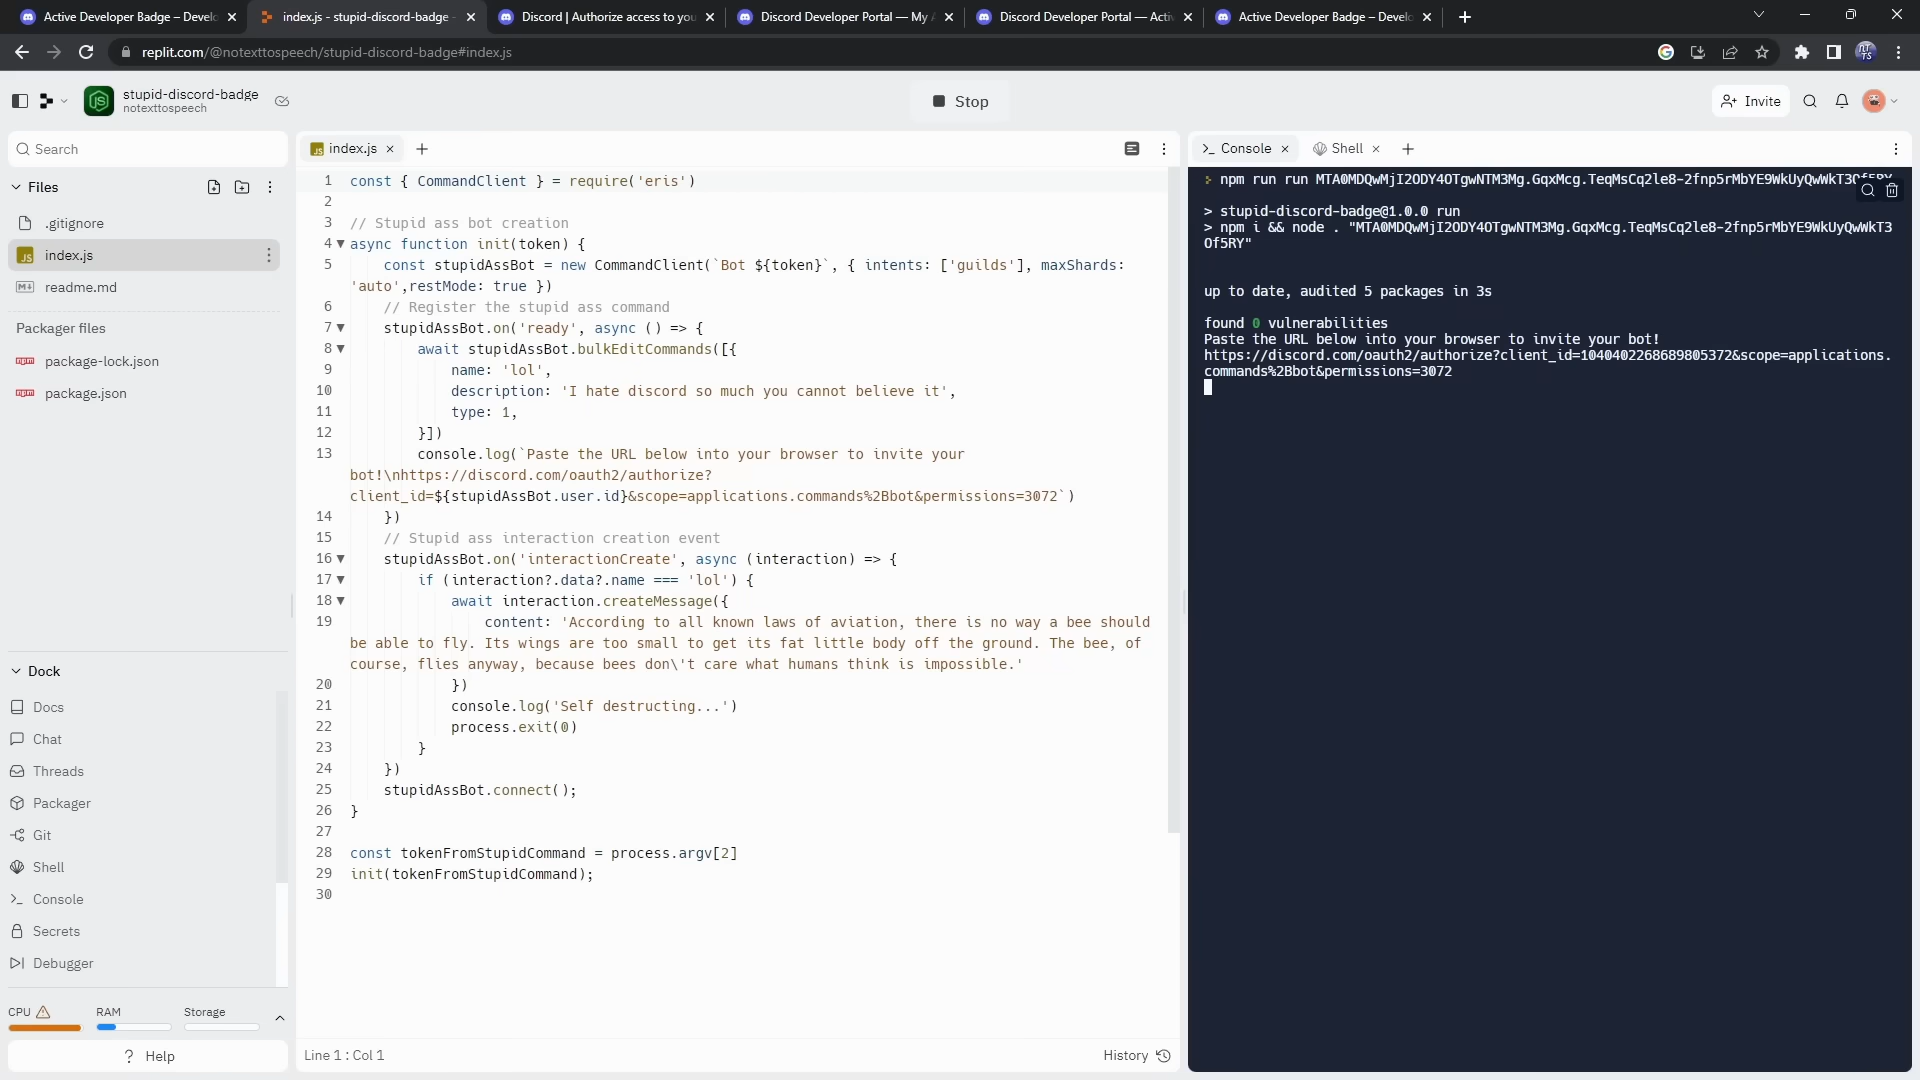 Active Developer Badge – Develo
index.js - stupid-discord-badge -
Discord | Authorize access to you
Discord Developer Portal — My A
Discord Developer Portal — Activ
Active Developer Badge – Develo
replit.com/@notexttospeech/stupid-discord-badge#index.js
stupid-discord-badge
notexttospeech
Stop
Invite
Search
Files
.gitignore
index.js
readme.md
Packager files
package-lock.json
package.json
Dock
Docs
Chat
Threads
Packager
Git
Shell
Console
Secrets
Debugger
CPU RAM Storage
? Help
index.js
1 const { CommandClient } = require('eris')
2
3 // Stupid ass bot creation
4 async function init(token) {
5 const stupidAssBot = new CommandClient(`Bot ${token}`, { intents: ['guilds'], maxShards:
'auto',restMode: true })
6 // Register the stupid ass command
7 stupidAssBot.on('ready', async () => {
8 await stupidAssBot.bulkEditCommands([{
9 name: 'lol',
10 description: 'I hate discord so much you cannot believe it',
11 type: 1,
12 }])
13 console.log(`Paste the URL below into your browser to invite your
bot!\nhttps://discord.com/oauth2/authorize?
client_id=${stupidAssBot.user.id}&scope=applications.commands%2Bbot&permissions=3072`)
14 })
15 // Stupid ass interaction creation event
16 stupidAssBot.on('interactionCreate', async (interaction) => {
17 if (interaction?.data?.name === 'lol') {
18 await interaction.createMessage({
19 content: 'According to all known laws of aviation, there is no way a bee should
be able to fly. Its wings are too small to get its fat little body off the ground. The bee, of
course, flies anyway, because bees don\'t care what humans think is impossible.'
20 })
21 console.log('Self destructing...')
22 process.exit(0)
23 }
24 })
25 stupidAssBot.connect();
26 }
27
28 const tokenFromStupidCommand = process.argv[2]
29 init(tokenFromStupidCommand);
30
Line 1 : Col 1
History
Console
Shell
npm run run MTA0MDQwMjI2ODY4OTgwNTM3Mg.GqxMcg.TeqMsCq2le8-2fnp5rMbYE9WkUyQwWkT3Of5RY
> stupid-discord-badge@1.0.0 run
> npm i && node . "MTA0MDQwMjI2ODY4OTgwNTM3Mg.GqxMcg.TeqMsCq2le8-2fnp5rMbYE9WkUyQwWkT3
Of5RY"
up to date, audited 5 packages in 3s
found 0 vulnerabilities
Paste the URL below into your browser to invite your bot!
https://discord.com/oauth2/authorize?client_id=1040402268689805372&scope=applications.
commands%2Bbot&permissions=3072